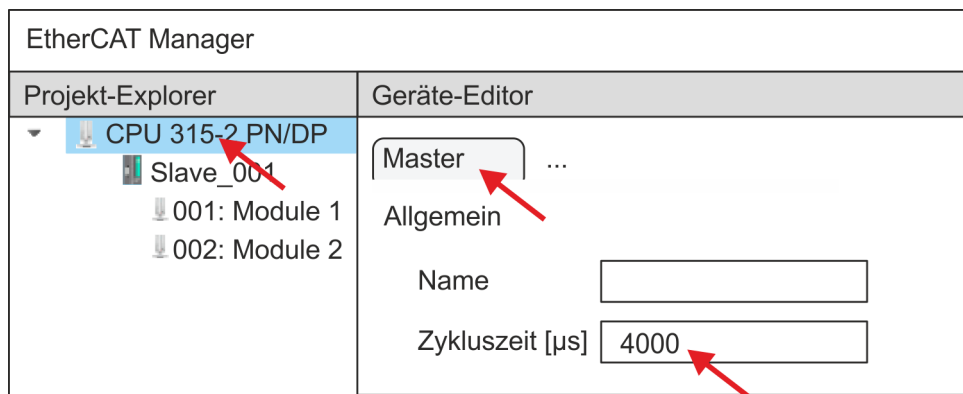 EtherCAT Manager
Projekt-Explorer
Geräte-Editor
CPU 315-2 PN/DP
Slave_001
001: Module 1
002: Module 2
Master
...
Allgemein
Name
Zykluszeit [µs]
4000